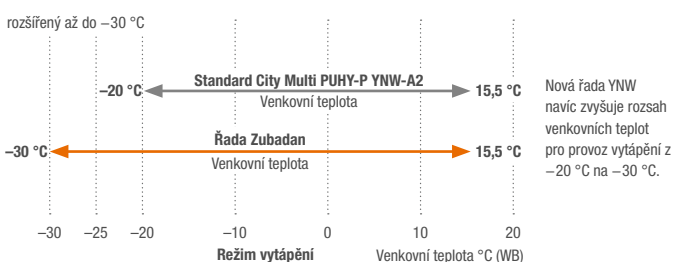 rozšířený až do −30 °C
Standard City Multi PUHY-P YNW-A2
–20 °C
15,5 °C
Venkovní teplota
Řada Zubadan
–30 °C
15,5 °C
Venkovní teplota
Nová řada YNW
navíc zvyšuje rozsah
venkovních teplot
pro provoz vytápění z
−20 °C na −30 °C.
–30 –25 –20 –10 0 10 20
Režim vytápění Venkovní teplota °C (WB)